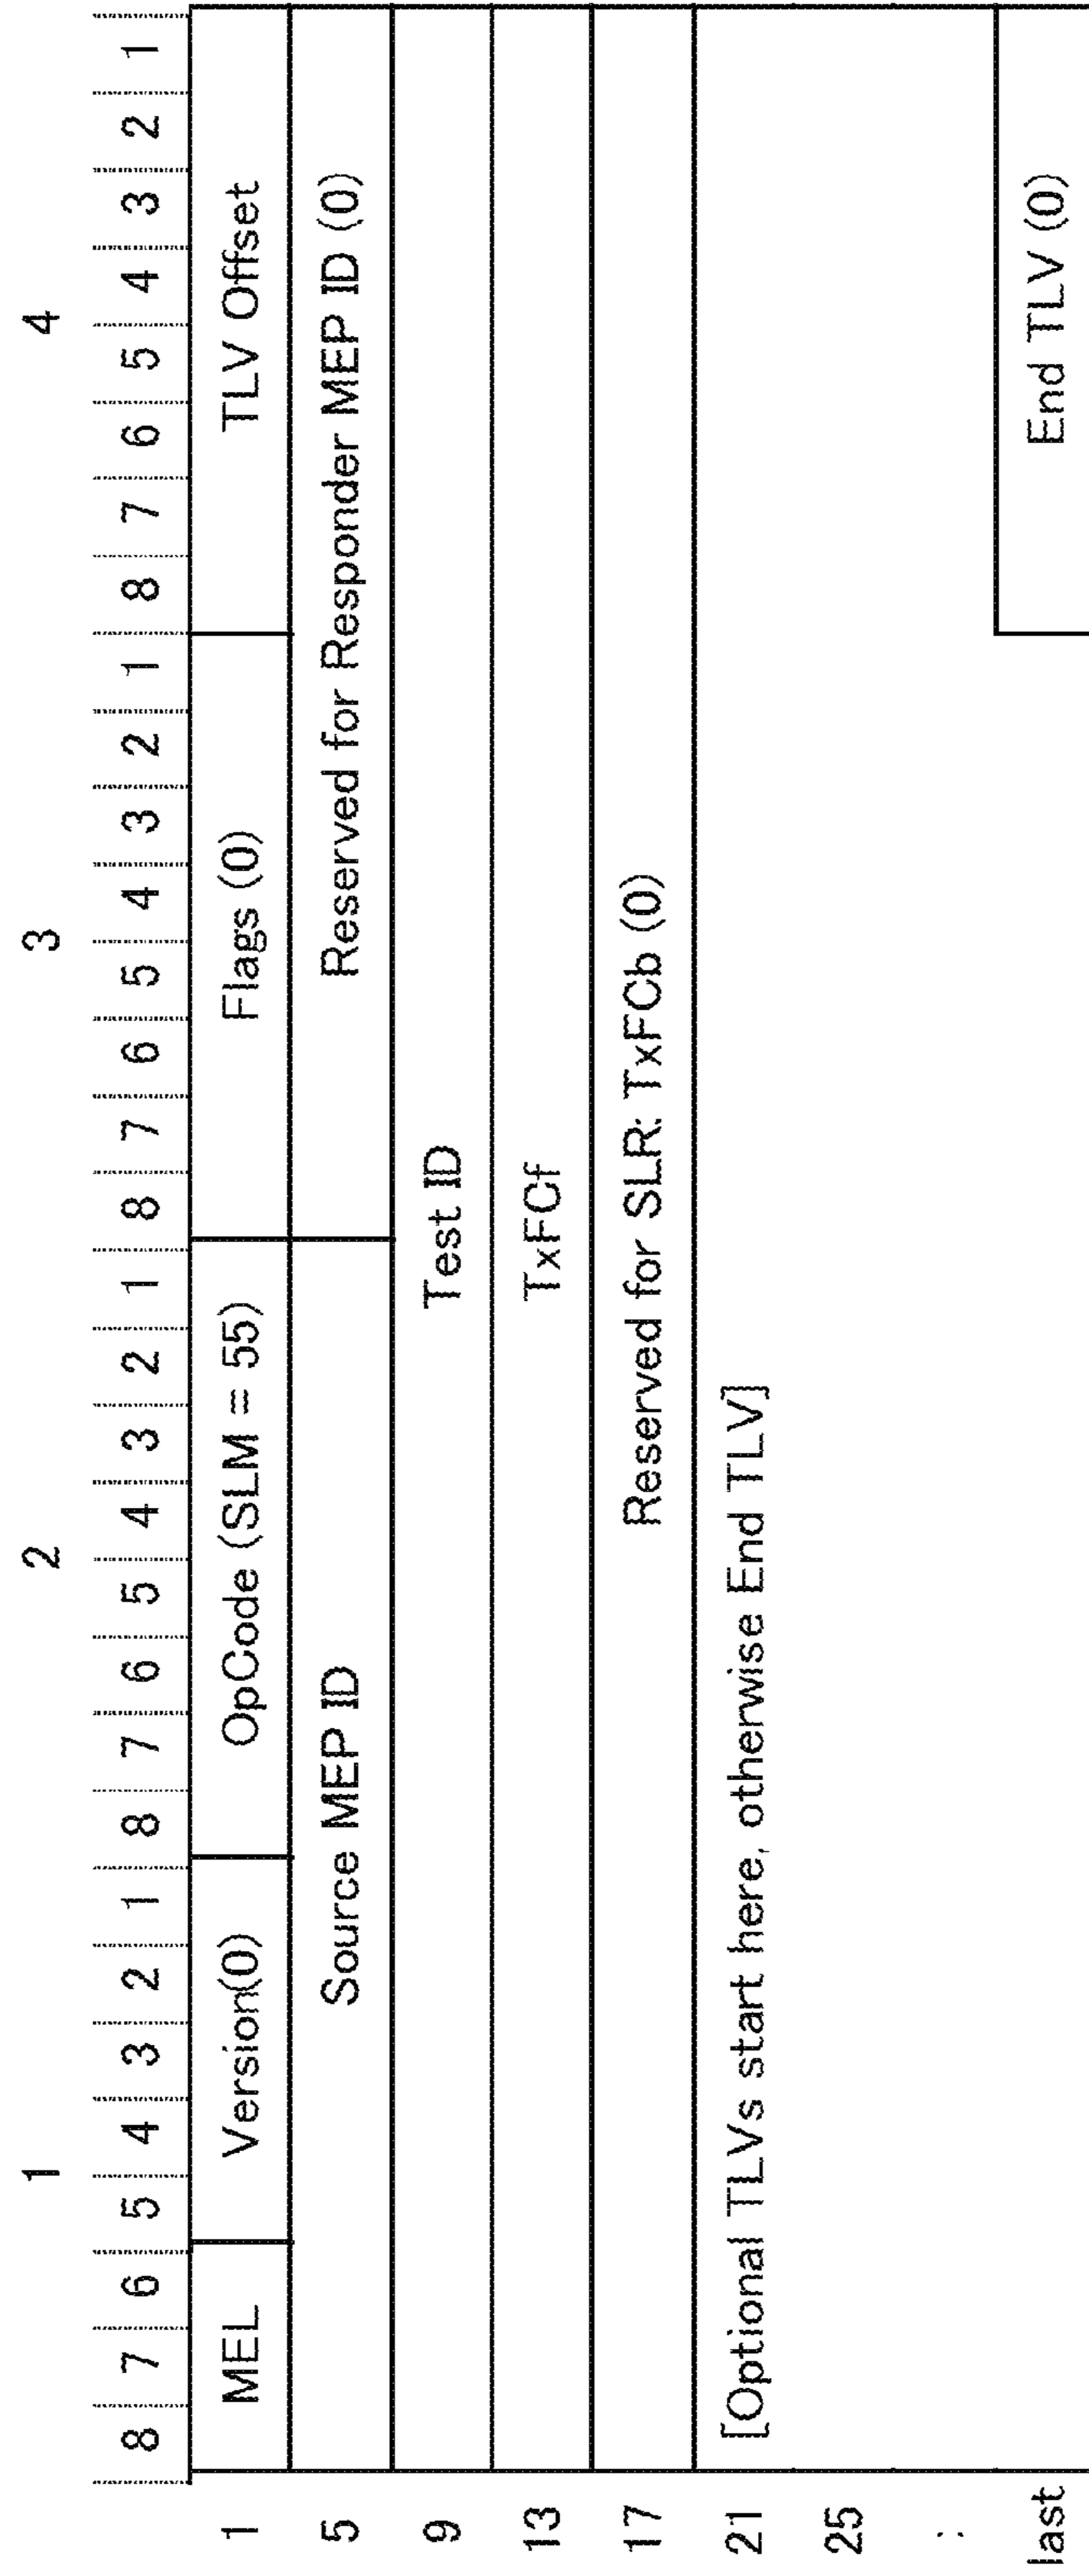 1 2 3 4
8 7 6 5 4 3 2 1 8 7 6 5 4 3 2 1 8 7 6 5 4 3 2 1 8 7 6 5 4 3 2 1
1 MEL Version(0) OpCode (SLM = 55) Flags (0) TLV Offset
5 Source MEP ID Reserved for Responder MEP ID (0)
9 Test ID
13 TxFCf
17 Reserved for SLR: TxFCb (0)
21 [Optional TLVs start here, otherwise End TLV]
25
:
last End TLV (0)